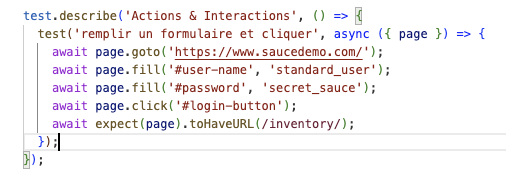 test.describe('Actions & Interactions', () => {
  test('remplir un formulaire et cliquer', async ({ page }) => {
    await page.goto('https://www.saucedemo.com/');
    await page.fill('#user-name', 'standard_user');
    await page.fill('#password', 'secret_sauce');
    await page.click('#login-button');
    await expect(page).toHaveURL(/inventory/);
  });
});